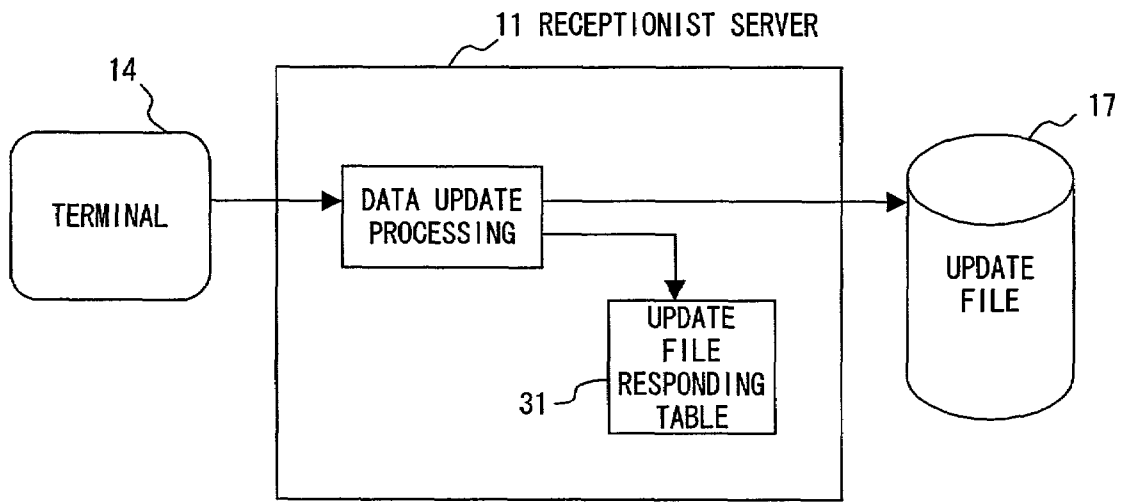 11 RECEPTIONIST SERVER
14
17
TERMINAL
DATA UPDATE
PROCESSING
UPDATE
FILE
UPDATE
FILE
RESPONDING
TABLE
31